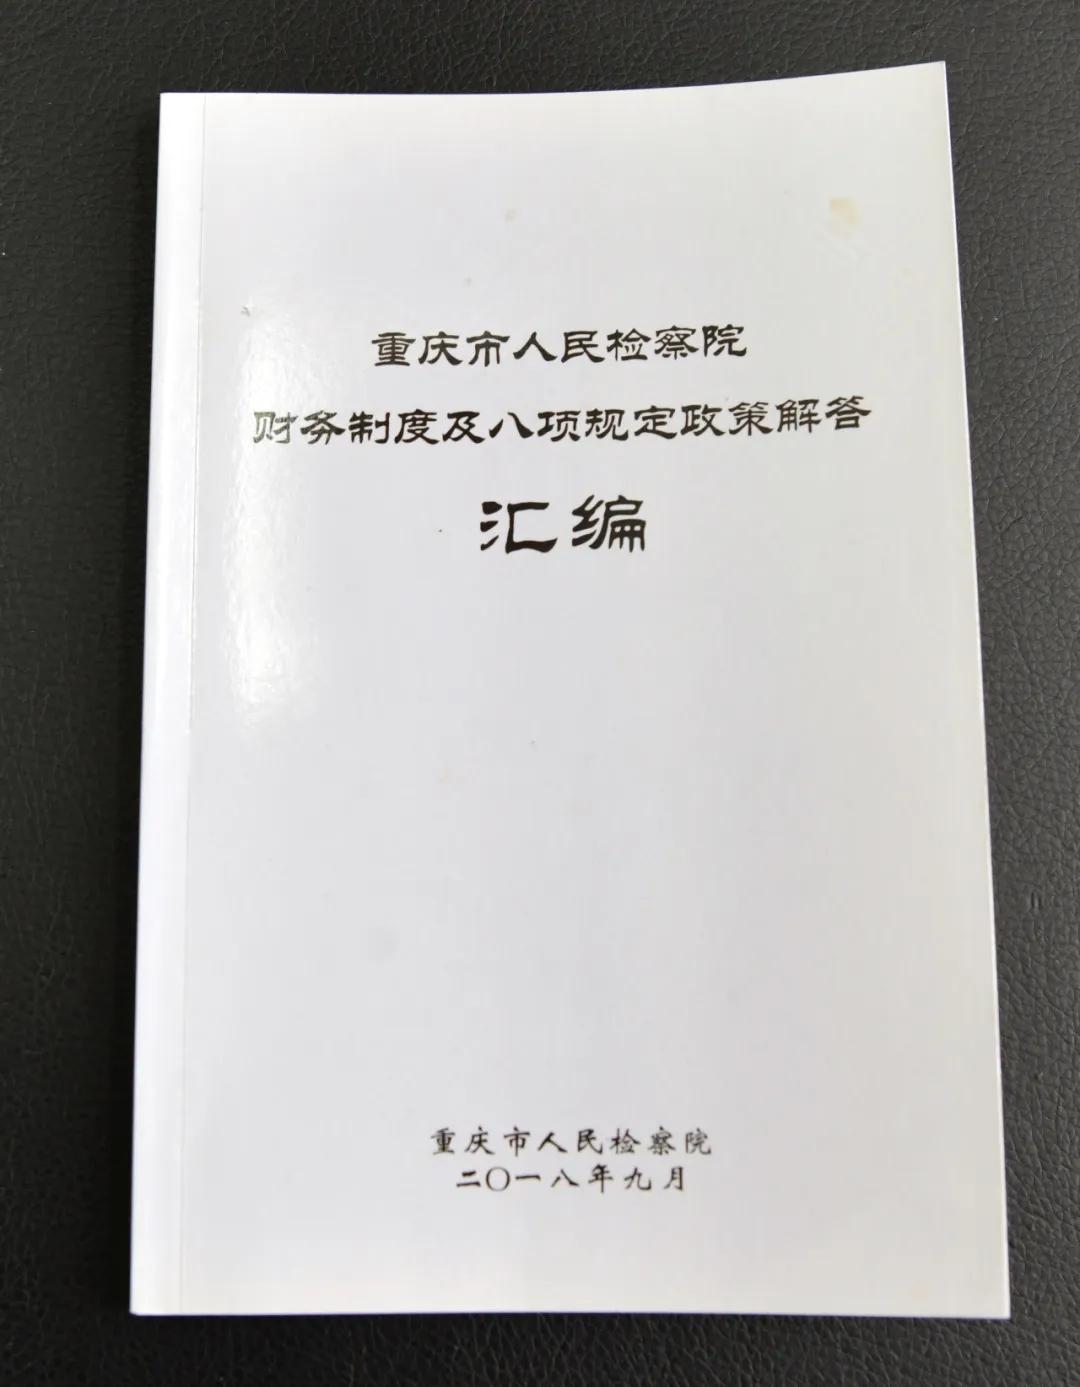 重庆市人民检察院
财务制度及八项规定政策解答
汇编
重庆市人民检察院
二〇一八年九月